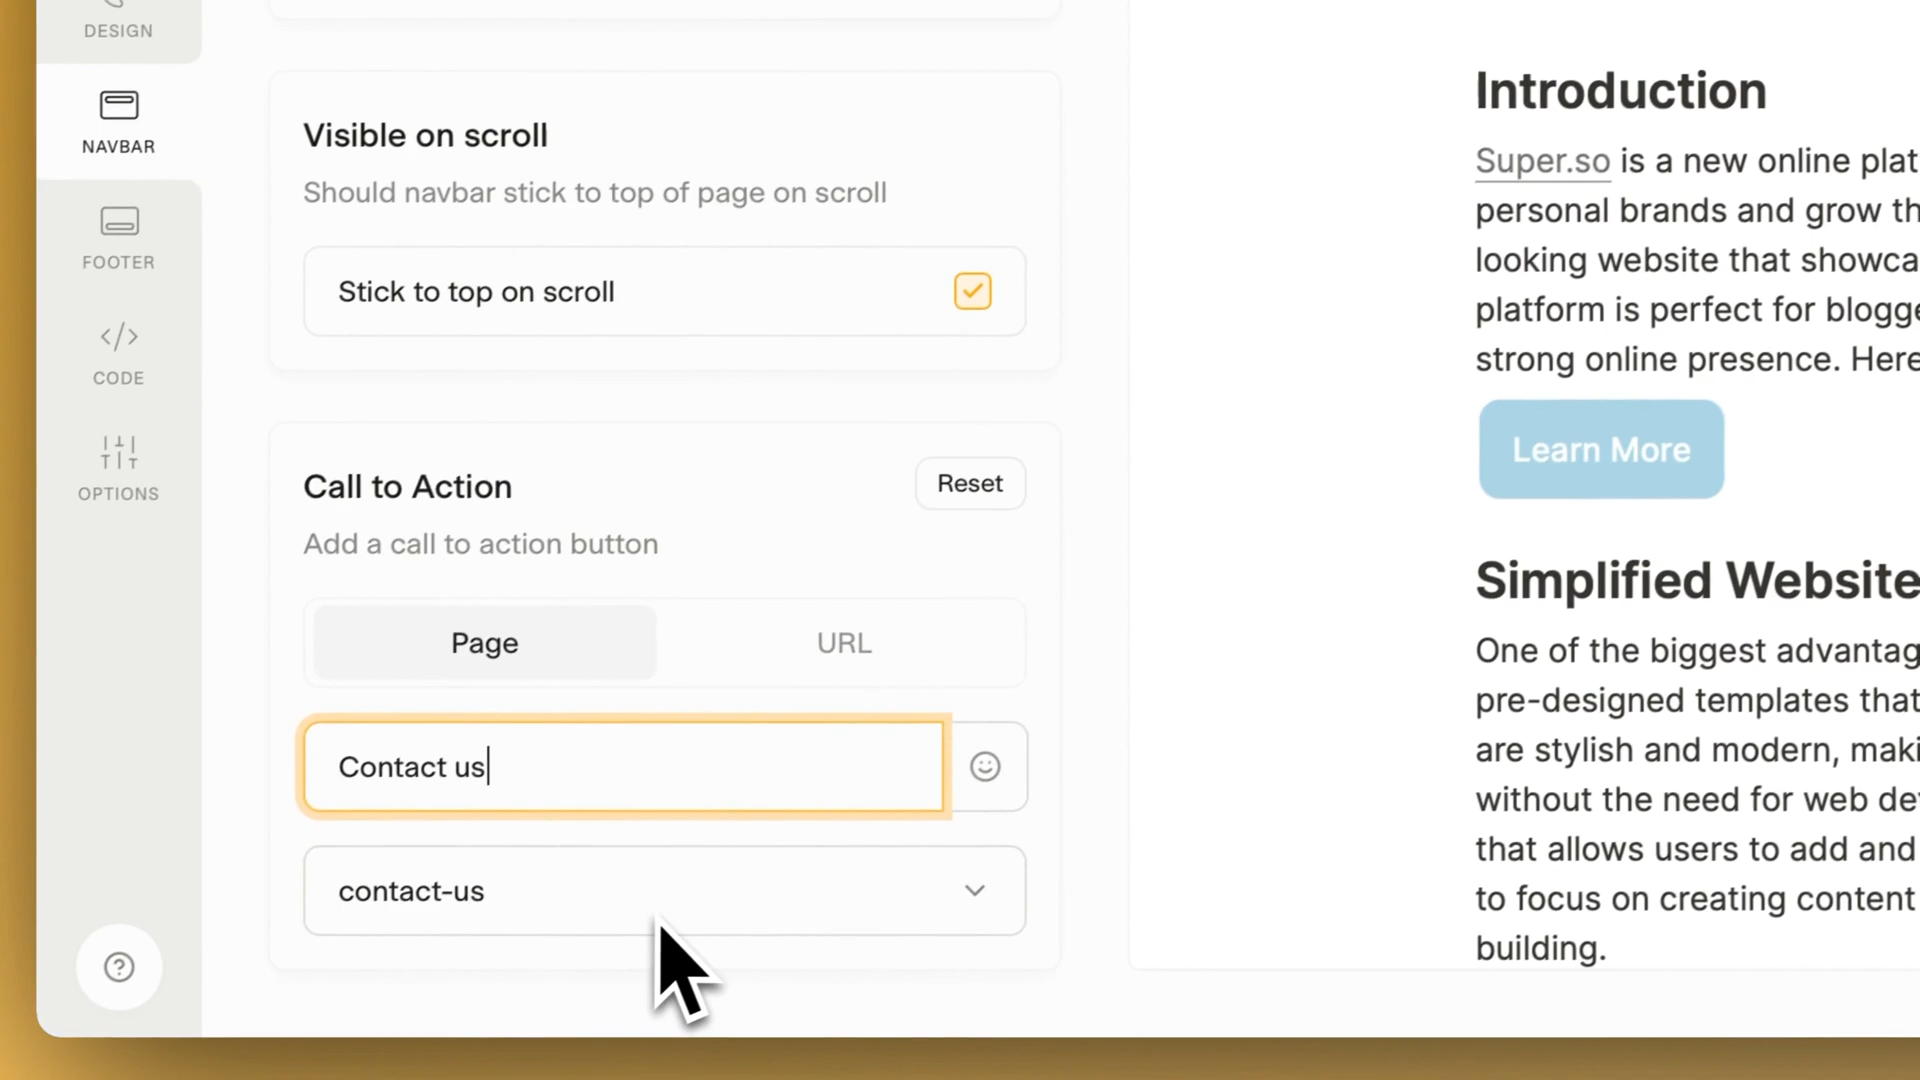 DESIGN
NAVBAR
FOOTER
CODE
OPTIONS
Visible on scroll
Should navbar stick to top of page on scroll
Stick to top on scroll
Call to Action
Reset
Add a call to action button
Page
URL
Contact us
contact-us
Introduction
Super.so is a new online plat
personal brands and grow th
looking website that showca
platform is perfect for blogge
strong online presence. Here
Learn More
Simplified Website
One of the biggest advantag
pre-designed templates that
are stylish and modern, maki
without the need for web de
that allows users to add and
to focus on creating content
building.